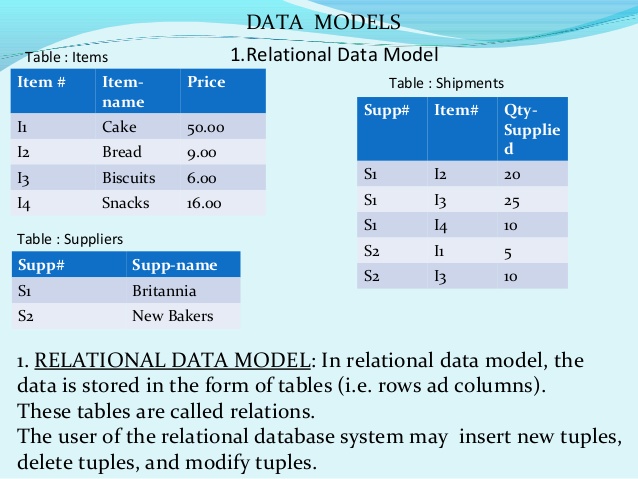 DATA MODELS
1.Relational Data Model
Table : Items
Item # Item-
name Price
I1 Cake 50.00
I2 Bread 9.00
I3 Biscuits 6.00
I4 Snacks 16.00
Table : Suppliers
Supp# Supp-name
S1 Britannia
S2 New Bakers
Table : Shipments
Supp# Item# Qty-
Supplie
d
S1 I2 20
S1 I3 25
S1 I4 10
S2 I1 5
S2 I3 10
1. RELATIONAL DATA MODEL: In relational data model, the
data is stored in the form of tables (i.e. rows ad columns).
These tables are called relations.
The user of the relational database system may insert new tuples,
delete tuples, and modify tuples.